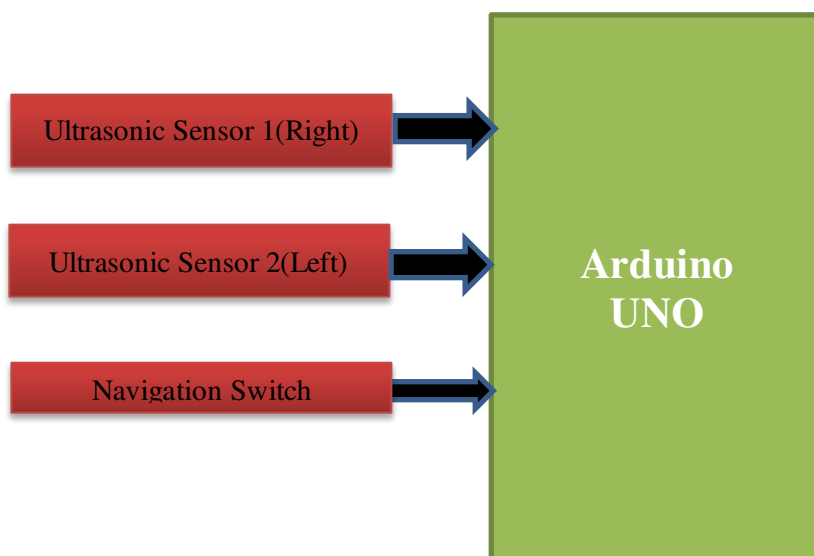 Ultrasonic Sensor 1(Right)
Ultrasonic Sensor 2(Left)
Navigation Switch
Arduino
UNO